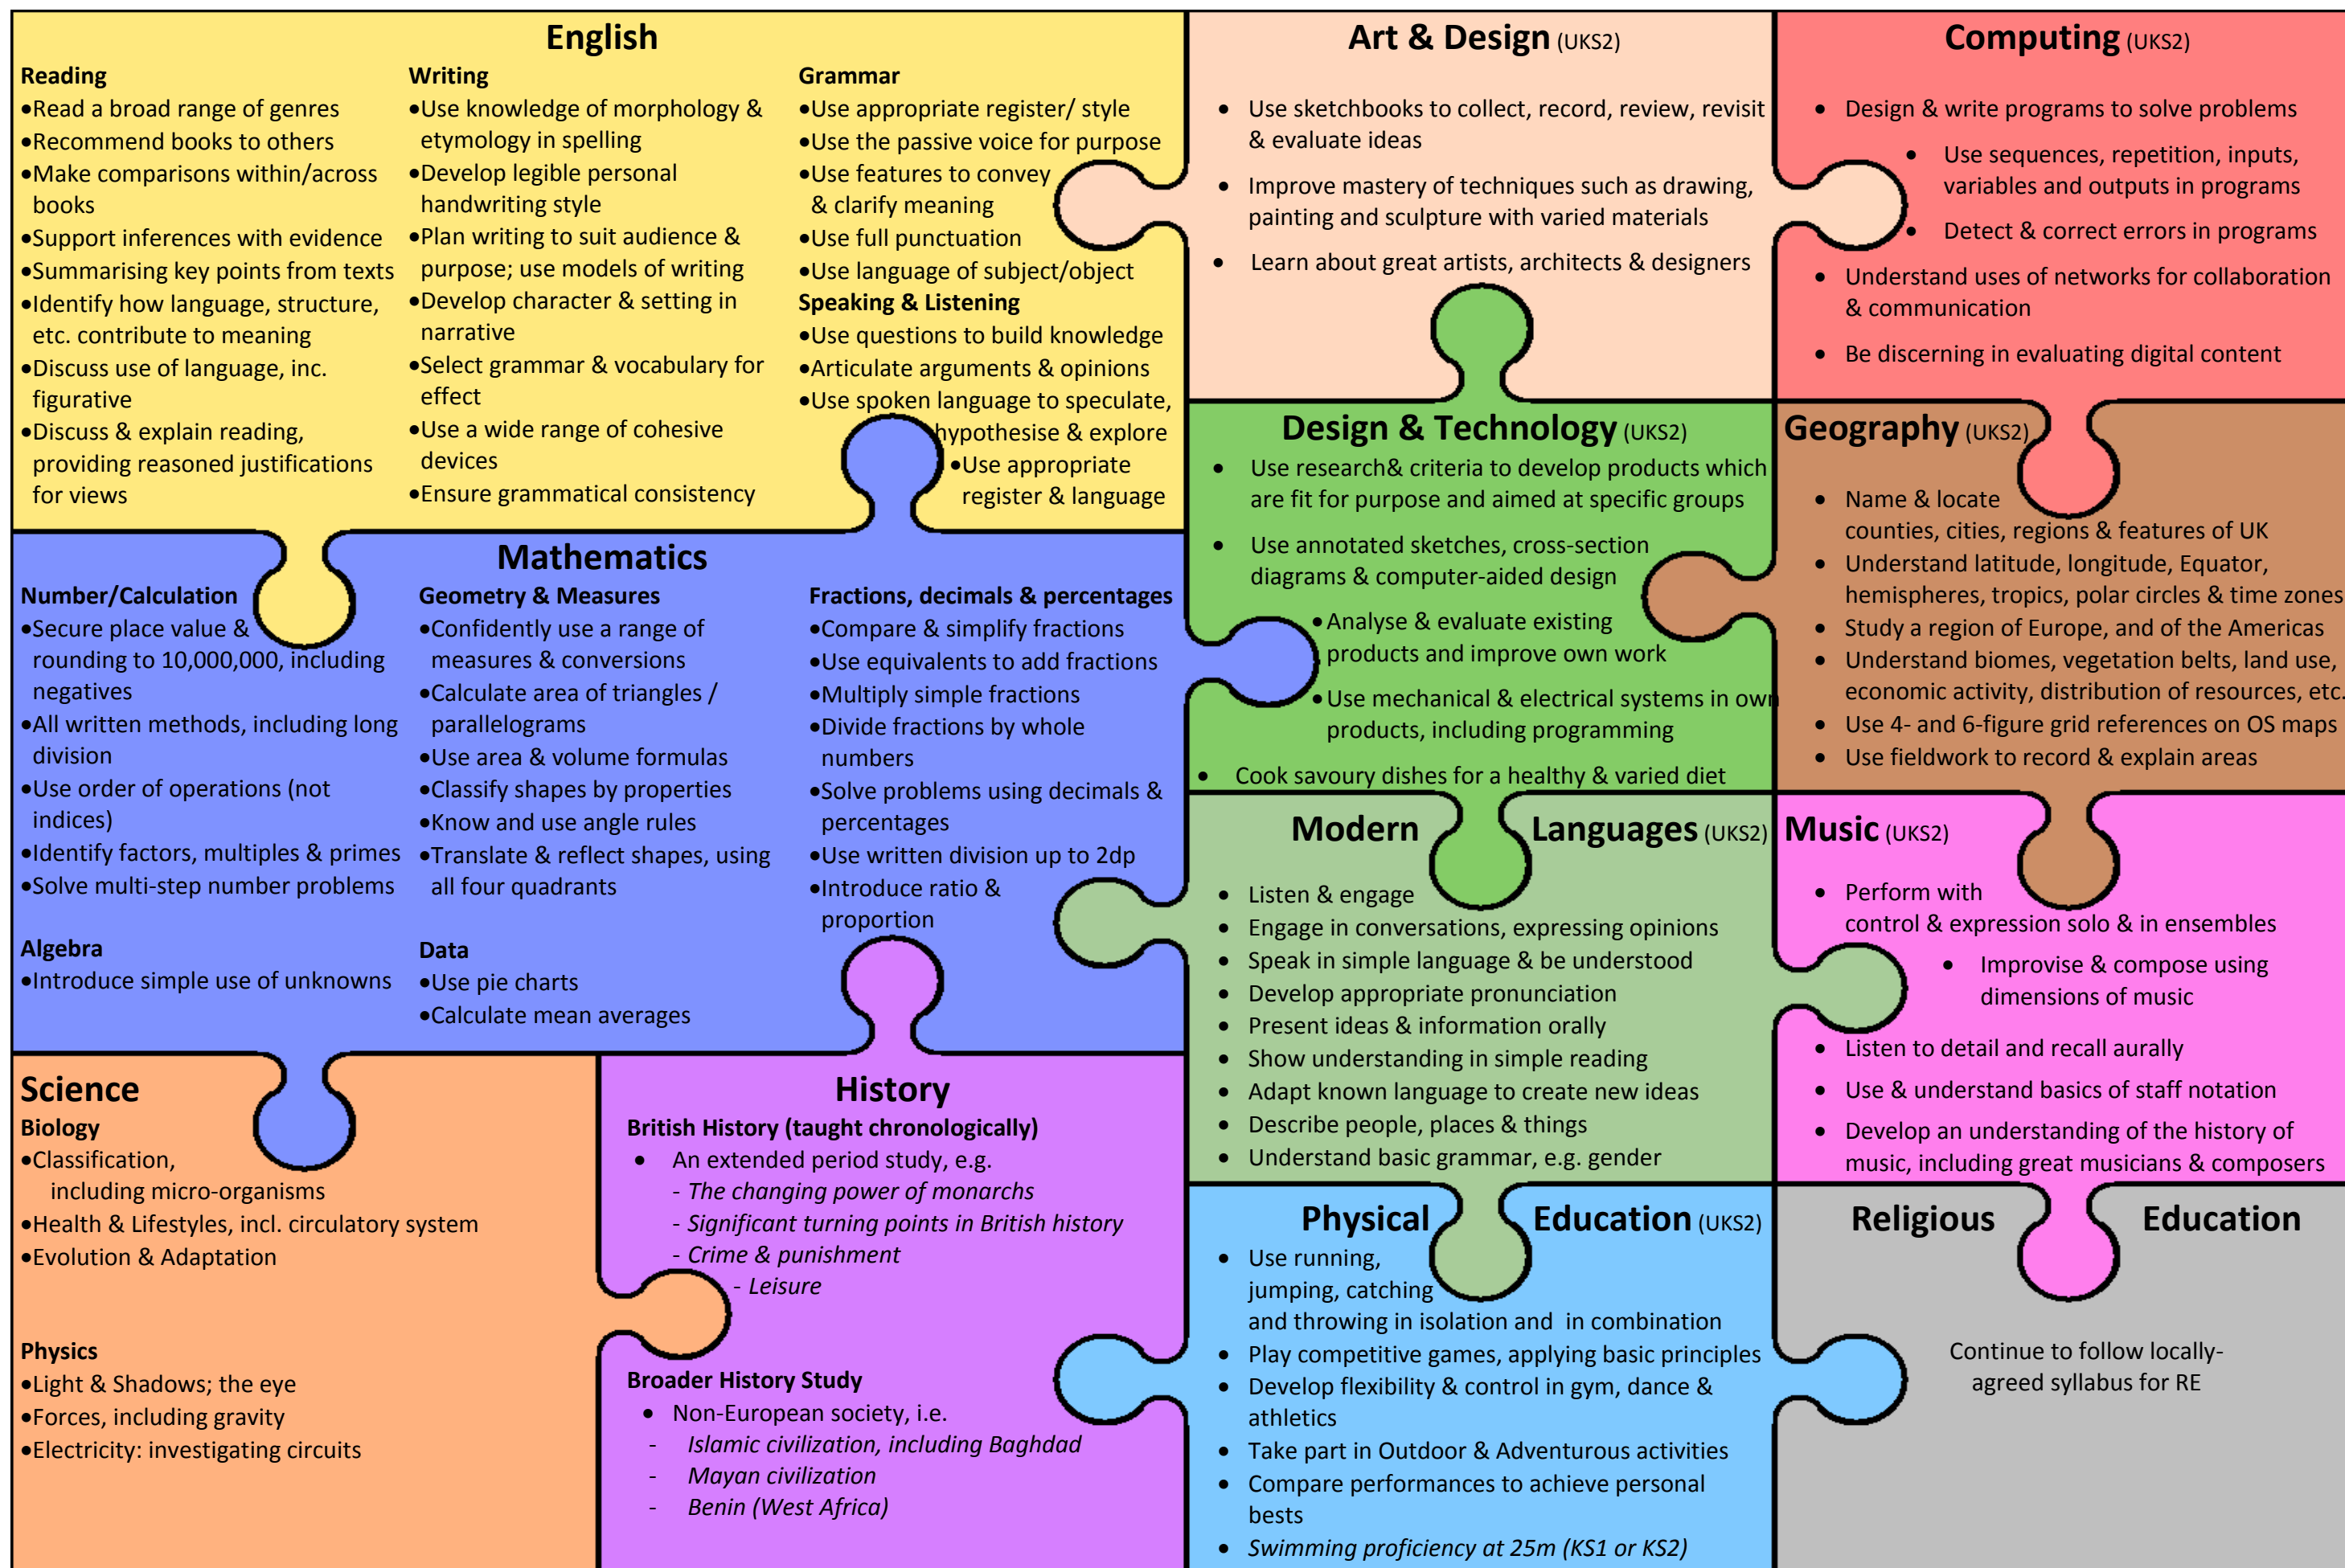 English
Reading
•Read a broad range of genres
•Recommend books to others
•Make comparisons within/across
books
•Support inferences with evidence
•Summarising key points from texts
•Identify how language, structure,
etc. contribute to meaning
•Discuss use of language, inc.
figurative
•Discuss & explain reading,
providing reasoned justifications
for views
Writing
•Use knowledge of morphology &
etymology in spelling
•Develop legible personal
handwriting style
•Plan writing to suit audience &
purpose; use models of writing
•Develop character & setting in
narrative
•Select grammar & vocabulary for
effect
•Use a wide range of cohesive
devices
•Ensure grammatical consistency
Grammar
•Use appropriate register/ style
•Use the passive voice for purpose
•Use features to convey
& clarify meaning
•Use full punctuation
•Use language of subject/object
Speaking & Listening
•Use questions to build knowledge
•Articulate arguments & opinions
•Use spoken language to speculate,
hypothesise & explore
•Use appropriate
register & language
Art & Design (UKS2)
• Use sketchbooks to collect, record, review, revisit
& evaluate ideas
• Improve mastery of techniques such as drawing,
painting and sculpture with varied materials
• Learn about great artists, architects & designers
Computing (UKS2)
• Design & write programs to solve problems
• Use sequences, repetition, inputs,
variables and outputs in programs
• Detect & correct errors in programs
• Understand uses of networks for collaboration
& communication
• Be discerning in evaluating digital content
Mathematics
Number/Calculation
•Secure place value &
rounding to 10,000,000, including
negatives
•All written methods, including long
division
•Use order of operations (not
indices)
•Identify factors, multiples & primes
•Solve multi-step number problems
Algebra
•Introduce simple use of unknowns
Geometry & Measures
•Confidently use a range of
measures & conversions
•Calculate area of triangles /
parallelograms
•Use area & volume formulas
•Classify shapes by properties
•Know and use angle rules
•Translate & reflect shapes, using
all four quadrants
Data
•Use pie charts
•Calculate mean averages
Fractions, decimals & percentages
•Compare & simplify fractions
•Use equivalents to add fractions
•Multiply simple fractions
•Divide fractions by whole
numbers
•Solve problems using decimals &
percentages
•Use written division up to 2dp
•Introduce ratio &
proportion
Design & Technology (UKS2)
• Use research& criteria to develop products which
are fit for purpose and aimed at specific groups
• Use annotated sketches, cross-section
diagrams & computer-aided design
•Analyse & evaluate existing
products and improve own work
•Use mechanical & electrical systems in own
products, including programming
• Cook savoury dishes for a healthy & varied diet
Geography (UKS2)
• Name & locate
counties, cities, regions & features of UK
• Understand latitude, longitude, Equator,
hemispheres, tropics, polar circles & time zones
• Study a region of Europe, and of the Americas
• Understand biomes, vegetation belts, land use,
economic activity, distribution of resources, etc.
• Use 4- and 6-figure grid references on OS maps
• Use fieldwork to record & explain areas
Modern Languages (UKS2)
• Listen & engage
• Engage in conversations, expressing opinions
• Speak in simple language & be understood
• Develop appropriate pronunciation
• Present ideas & information orally
• Show understanding in simple reading
• Adapt known language to create new ideas
• Describe people, places & things
• Understand basic grammar, e.g. gender
Music (UKS2)
• Perform with
control & expression solo & in ensembles
• Improvise & compose using
dimensions of music
• Listen to detail and recall aurally
• Use & understand basics of staff notation
• Develop an understanding of the history of
music, including great musicians & composers
Science
Biology
•Classification,
including micro-organisms
•Health & Lifestyles, incl. circulatory system
•Evolution & Adaptation
Physics
•Light & Shadows; the eye
•Forces, including gravity
•Electricity: investigating circuits
History
British History (taught chronologically)
• An extended period study, e.g.
- The changing power of monarchs
- Significant turning points in British history
- Crime & punishment
- Leisure
Broader History Study
• Non-European society, i.e.
- Islamic civilization, including Baghdad
- Mayan civilization
- Benin (West Africa)
Physical Education (UKS2)
• Use running,
jumping, catching
and throwing in isolation and in combination
• Play competitive games, applying basic principles
• Develop flexibility & control in gym, dance &
athletics
• Take part in Outdoor & Adventurous activities
• Compare performances to achieve personal
bests
• Swimming proficiency at 25m (KS1 or KS2)
Religious Education
Continue to follow locally-
agreed syllabus for RE